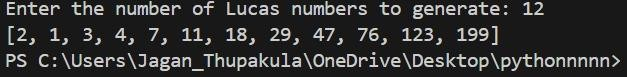 Enter the number of Lucas numbers to generate: 12
[2, 1, 3, 4, 7, 11, 18, 29, 47, 76, 123, 199]
PS C:\Users\Jagan_Thupakula\OneDrive\Desktop\pythonnnnn>